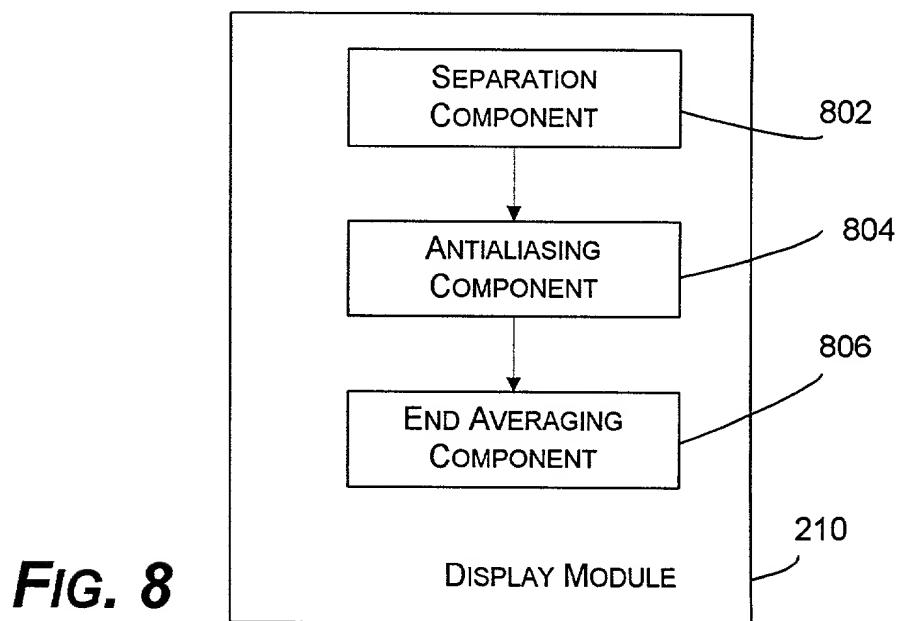 SEPARATION
COMPONENT
802
ANTIALIASING
COMPONENT
804
806
END AVERAGING
COMPONENT
210
DISPLAY MODULE
FIG. 8